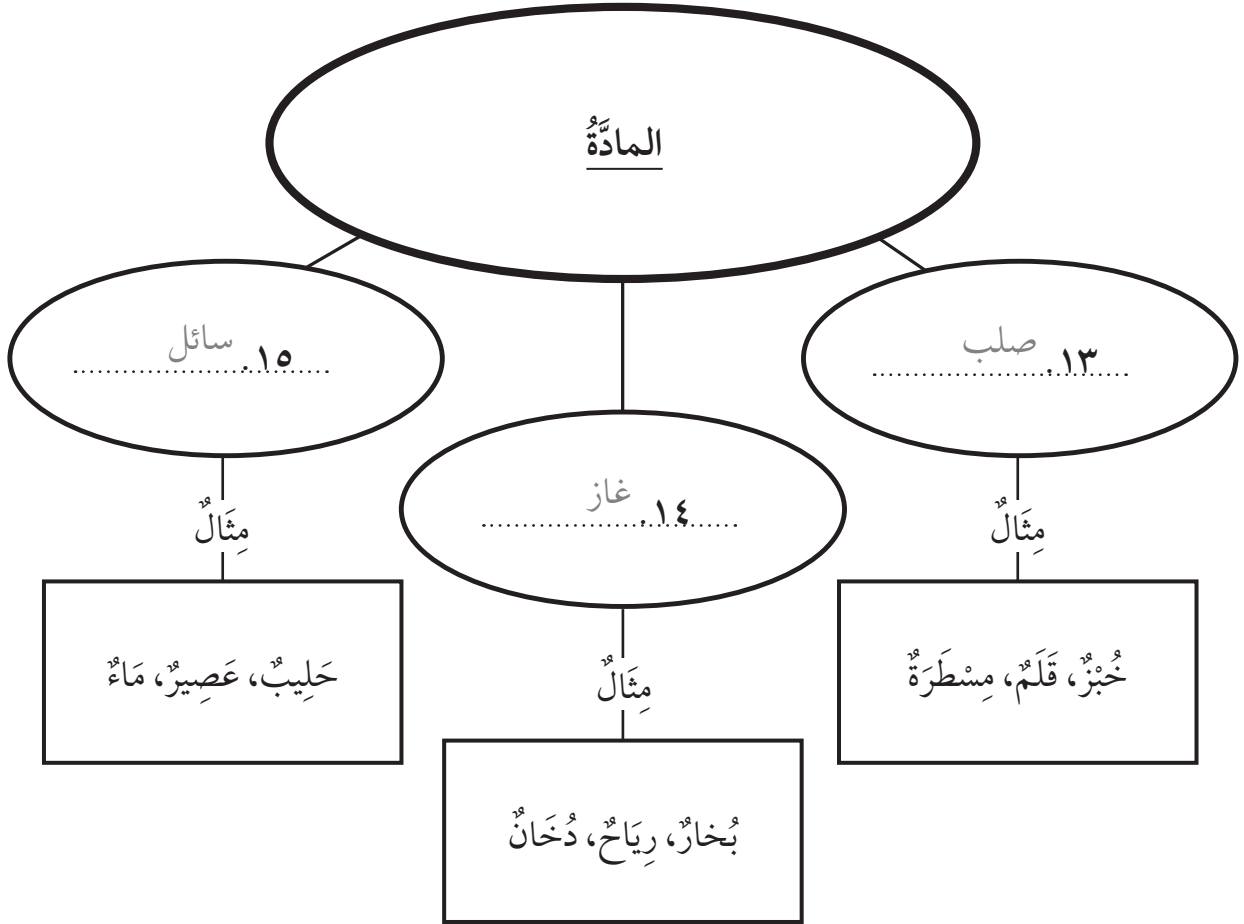 المادَّةُ
١٣. صلب
١٥. سائل
١٤. غاز
مِثَالٌ
مِثَالٌ
خُبْزٌ، قَلَمٌ، مِسْطَرَةٌ
حَلِيبٌ، عَصِيرٌ، مَاءٌ
مِثَالٌ
بُخارٌ، رِيَاحٌ، دُخَانٌ